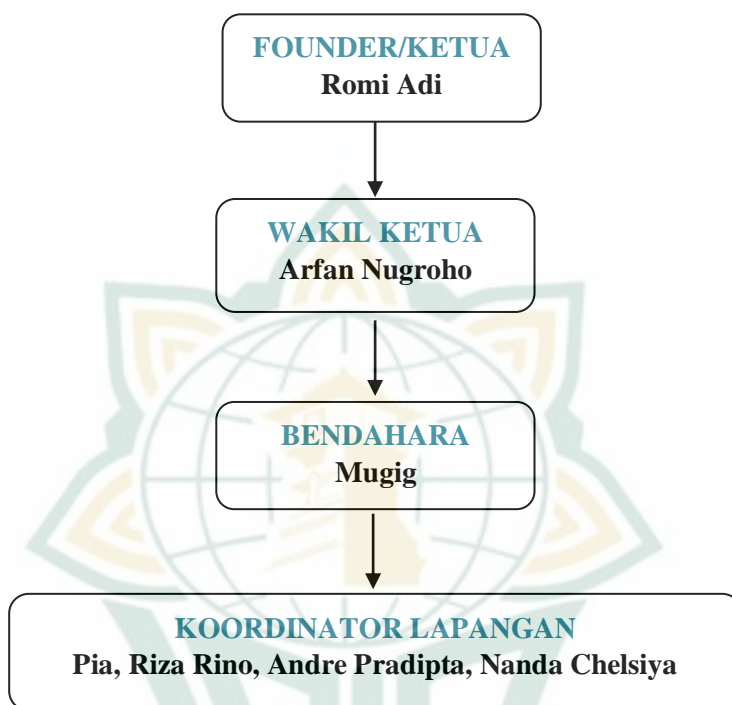 FOUNDER/KETUA
Romi Adi
WAKIL KETUA
Arfan Nugroho
BENDAHARA
Mugig
KOORDINATOR LAPANGAN
Pia, Riza Rino, Andre Pradipta, Nanda Chelsiya